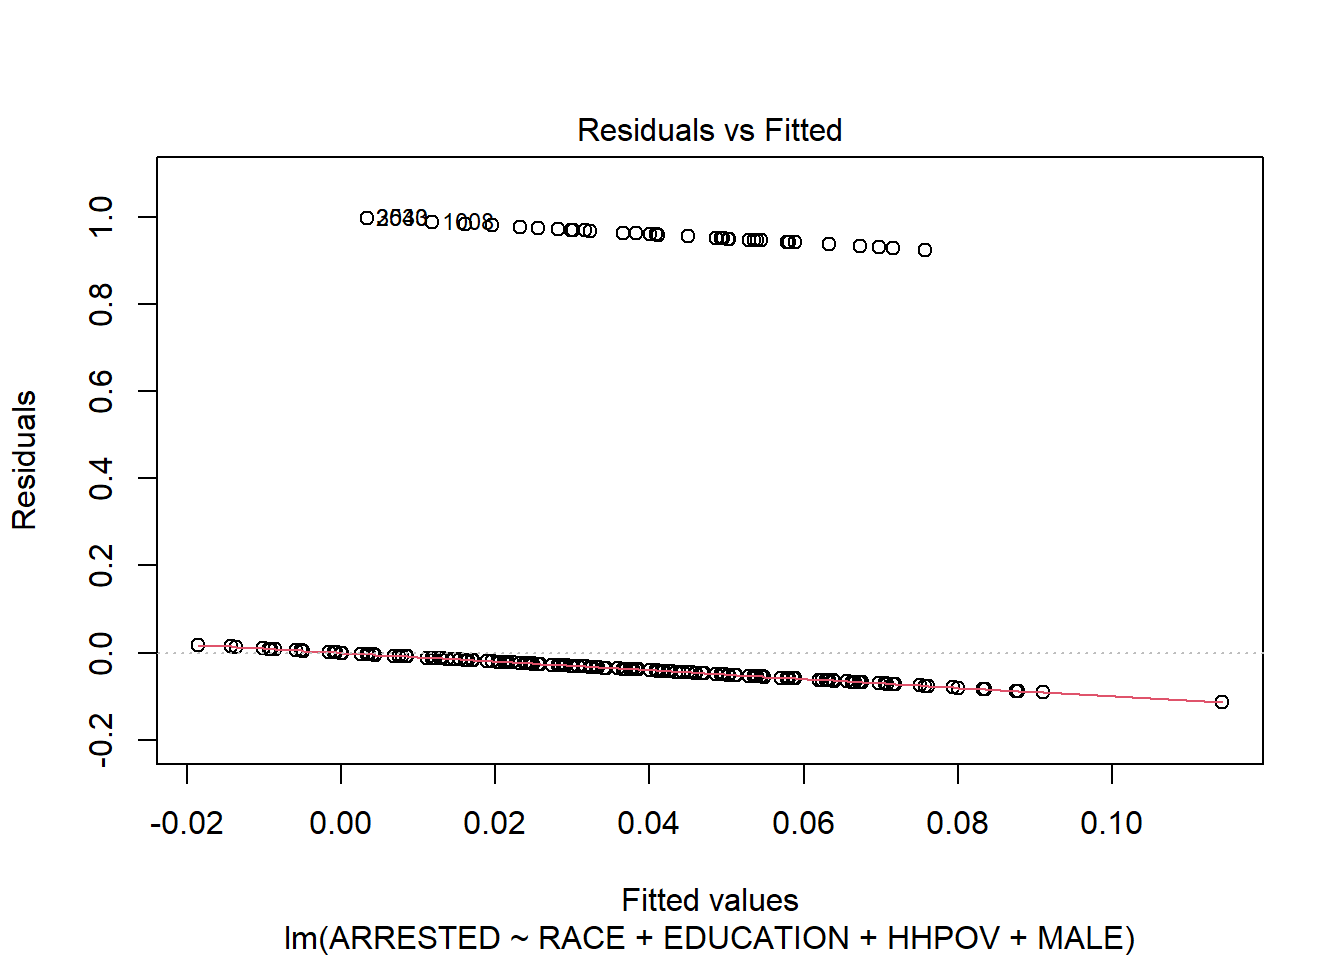 Residuals vs Fitted
Residuals
1.0
0.8
0.6
0.4
0.2
0.0
-0.2
1008
-0.02 0.00 0.02 0.04 0.06 0.08 0.10
Fitted values
lm(ARRESTED ~ RACE + EDUCATION + HHPOV + MALE)